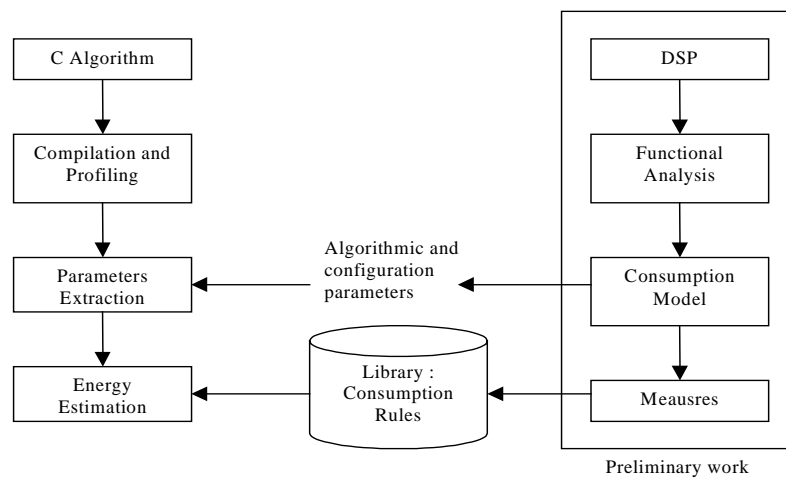 C Algorithm
DSP
Compilation and
Profiling
Functional
Analysis
Algorithmic and
configuration
parameters
Parameters
Extraction
Consumption
Model
Library :
Consumption
Rules
Energy
Estimation
Meausres
Preliminary work